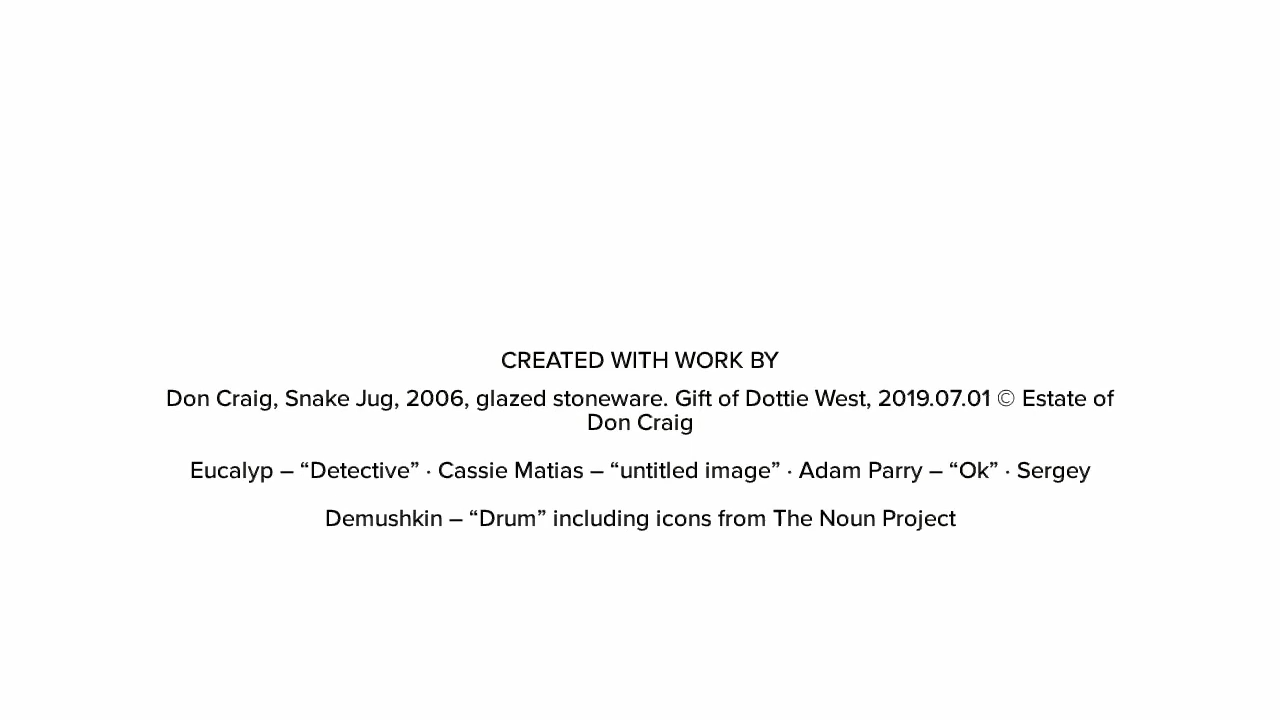 CREATED WITH WORK BY
Don Craig, Snake Jug, 2006, glazed stoneware. Gift of Dottie West, 2019.07.01 © Estate of
Don Craig
Eucalyp – “Detective” · Cassie Matias – “untitled image” · Adam Parry – “Ok” · Sergey
Demushkin – “Drum” including icons from The Noun Project